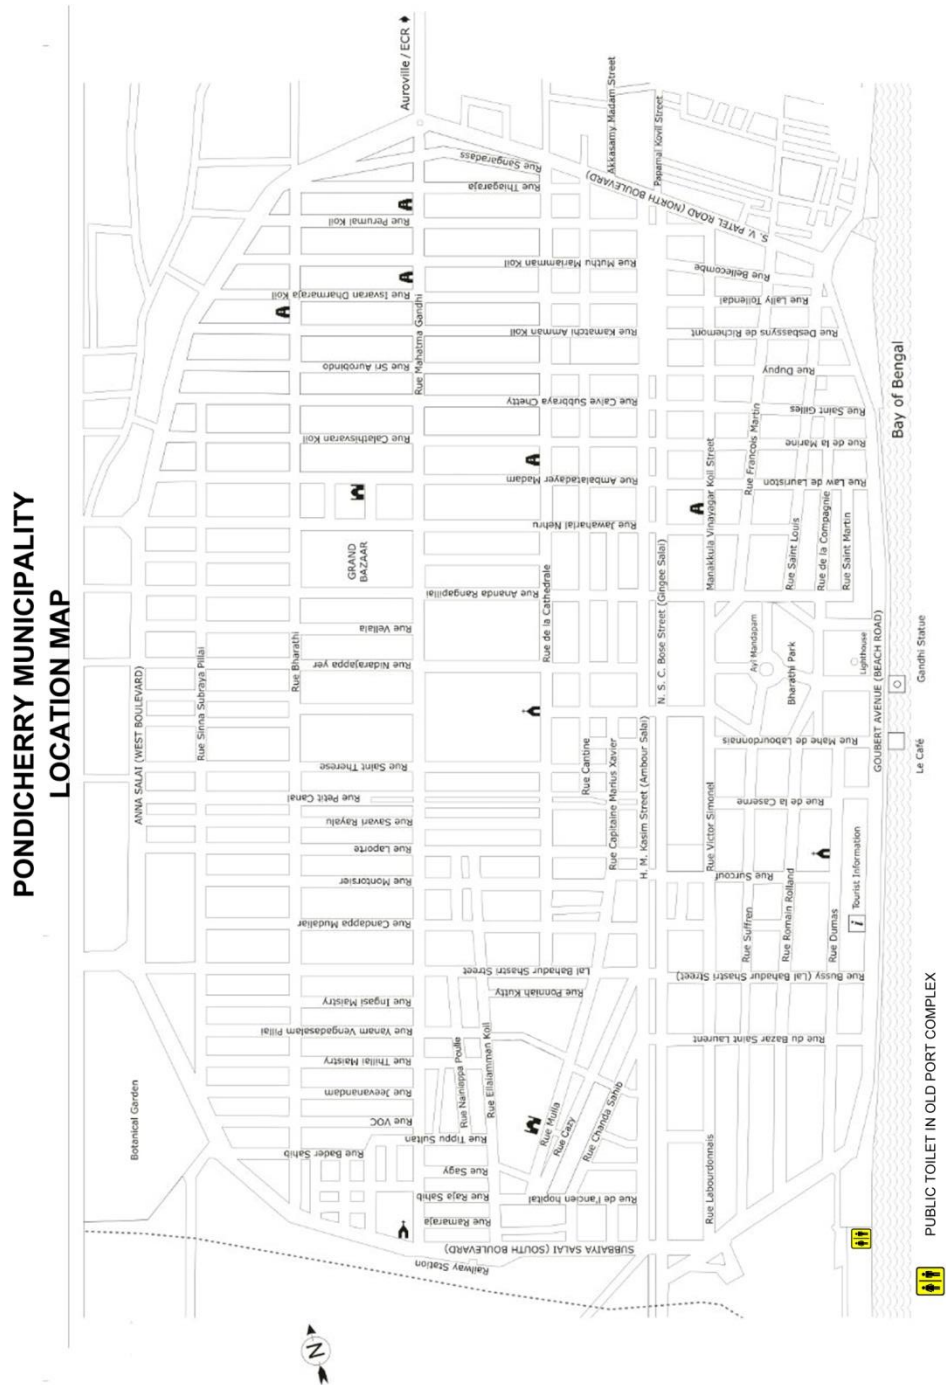 PONDICHERRY MUNICIPALITY
LOCATION MAP
Auroville / ECR
Akkasamy Madam Street
Papamal Kovil Street
Rue Sangaradass
Rue Thiagaraja
Rue Perumal Koil
S. V. PATEL ROAD (NORTH BOULEVARD)
Rue Muthu Mariamman Koil
Rue Bellecombe
Rue Isvaran Dharmaraja Koil
Rue Lally Tollendal
Rue Mahatma Gandhi
Rue Kamatchi Amman Koil
Rue Desbassyns de Richemont
Rue Sri Aurobindo
Rue Dupuy
Bay of Bengal
Rue Calve Subbraya Chetty
Rue Saint Gilles
Rue Calathisvaran Koil
Rue de la Marine
Rue Francois Martin
Rue Ambalatadayer Madam
Rue Law de Lauriston
Manakkula Vinayagar Koil Street
Rue Jawaharlal Nehru
Rue Saint Louis
Rue de la Compagnie
Rue Saint Martin
GRAND
BAZAAR
Rue Ananda Rangapillai
Rue de la Cathedrale
N. S. C. Bose Street (Gingee Salai)
Rue Vellala
Ayi Mandapam
Bharathi Park
Lighthouse
GOUBERT AVENUE (BEACH ROAD)
Gandhi Statue
Rue Nidarajappa yer
Rue Bharathi
Rue Sinna Subraya Pillai
ANNA SALAI (WEST BOULEVARD)
Rue Mahe de Labourdonnais
Le Café
Rue Saint Therese
Rue Cantine
Rue Capitaine Marius Xavier
H. M. Kasim Street (Ambour Salai)
Rue Petit Canal
Rue de la Caserne
Rue Savari Rayalu
Rue Victor Simonel
Rue Laporte
Rue Montorsier
Rue Surcouf
Rue Candappa Mudaliar
Rue Suffren
Rue Romain Rolland
Rue Dumas
i
Tourist Information
Lal Bahadur Shastri Street
Rue Bussy (Lal Bahadur Shastri Street)
Rue Ponniah Kutty
Rue Ingasi Maistry
Rue Yanam Vengadasalam Pillai
Rue du Bazar Saint Laurent
Rue Thillai Maistry
Rue Nainiappa Poulle
Rue Ellaiamman Koil
Rue Jeevanandam
Rue VOC
Botanical Garden
Rue Mulla
Rue Cazy
Rue Chanda Sahib
Rue Tippu Sultan
Rue Bader Sahib
Rue Sagy
Rue Labourdonnais
Rue Raja Sahib
Rue de l'ancien hopital
Rue Ramaraja
SUBBAIYA SALAI (SOUTH BOULEVARD)
Railway Station
N
PUBLIC TOILET IN OLD PORT COMPLEX